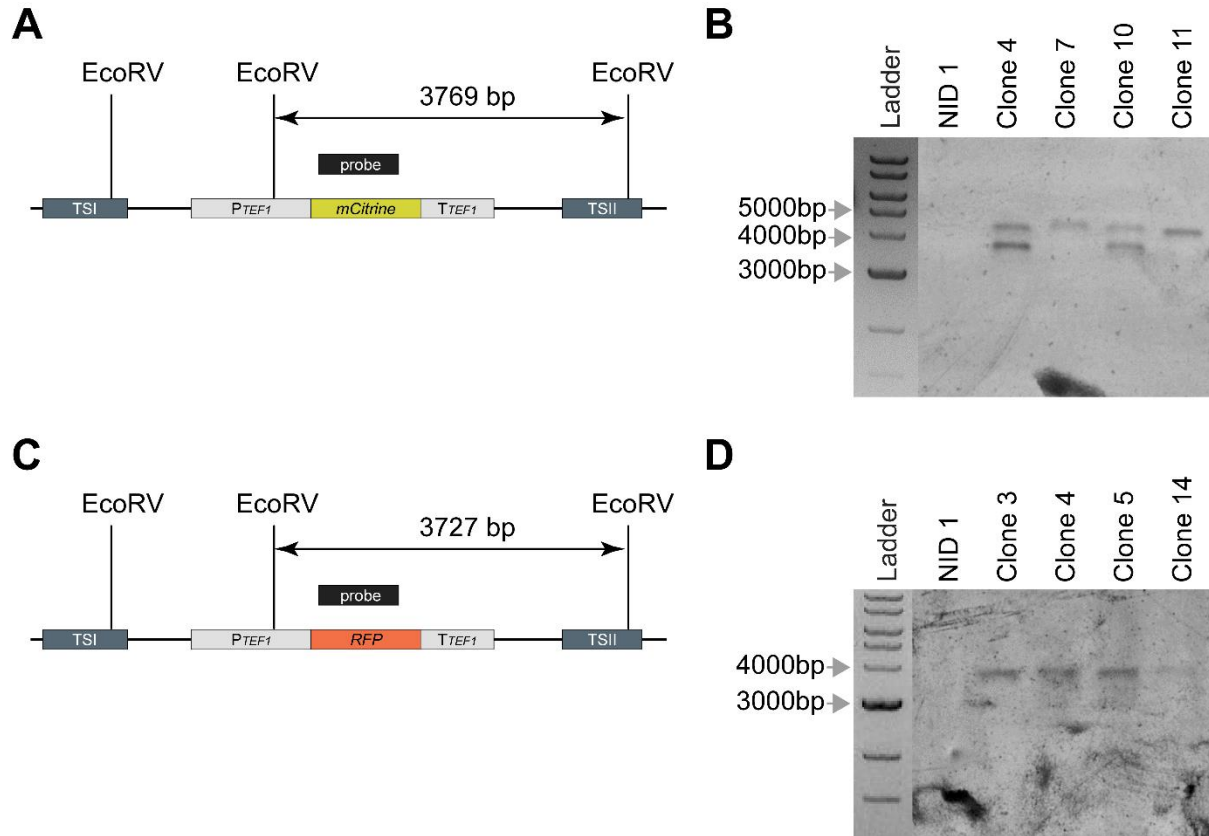 A
EcoRV EcoRV EcoRV
3769 bp
probe
TSI PTEF1 mCitrine TTEF1 TSII
B
Ladder NID 1 Clone 4 Clone 7 Clone 10 Clone 11
5000bp
4000bp
3000bp
C
EcoRV EcoRV EcoRV
3727 bp
probe
TSI PTEF1 RFP TTEF1 TSII
D
Ladder NID 1 Clone 3 Clone 4 Clone 5 Clone 14
4000bp
3000bp